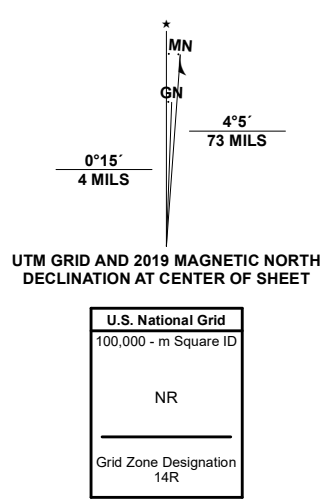 ★
MN
GN
4°5´
73 MILS
0°15´
4 MILS
UTM GRID AND 2019 MAGNETIC NORTH
DECLINATION AT CENTER OF SHEET
U.S. National Grid
100,000 - m Square ID
NR
Grid Zone Designation
14R